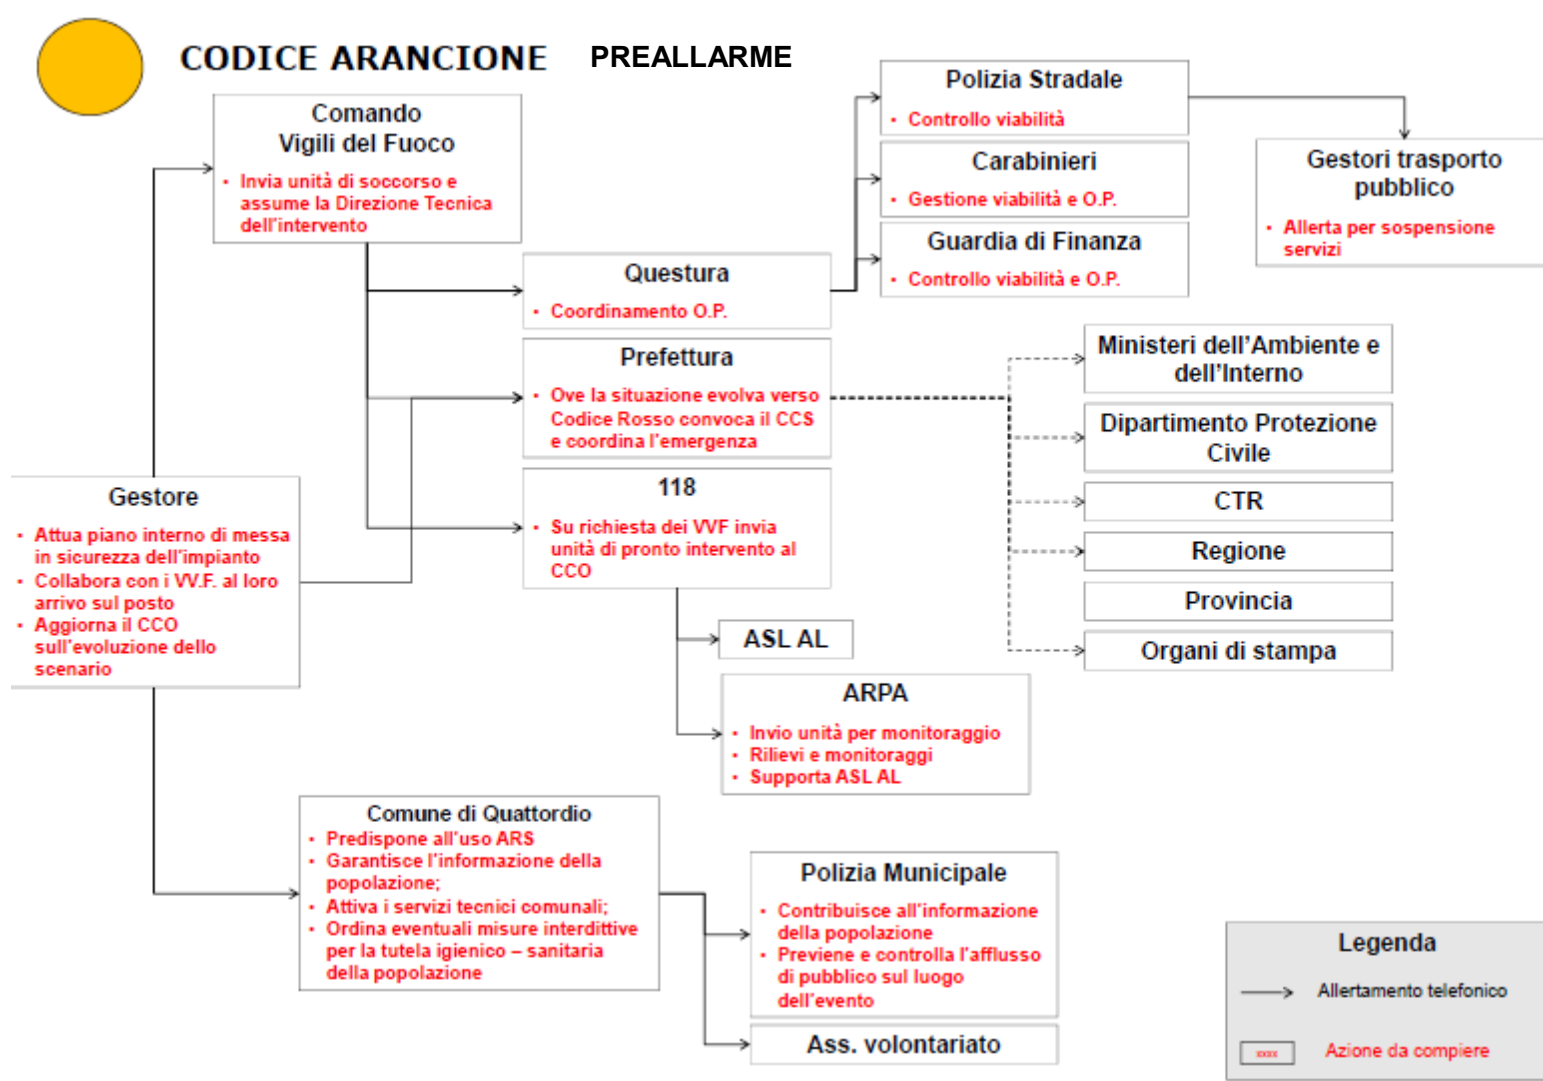 CODICE ARANCIONE PREALLARME
Comando
Vigili del Fuoco
Invia unità di soccorso e
assume la Direzione Tecnica
dell'intervento
Polizia Stradale
Controllo viabilità
Carabinieri
Gestione viabilità e O.P.
Guardia di Finanza
Controllo viabilità e O.P.
Gestori trasporto
pubblico
Allerta per sospensione
servizi
Questura
Coordinamento O.P.
Prefettura
Ove la situazione evolva verso
Codice Rosso convoca il CCS
e coordina l'emergenza
118
Su richiesta dei VVF invia
unità di pronto intervento al
CCO
Ministeri dell'Ambiente e
dell'Interno
Dipartimento Protezione
Civile
CTR
Regione
Provincia
Organi di stampa
Gestore
Attua piano interno di messa
in sicurezza dell'impianto
Collabora con i VV.F. al loro
arrivo sul posto
Aggiorna il CCO
sull'evoluzione dello
scenario
ASL AL
ARPA
Invio unità per monitoraggio
Rilievi e monitoraggi
Supporta ASL AL
Comune di Quattordio
Predispone all'uso ARS
Garantisce l'informazione della
popolazione;
Attiva i servizi tecnici comunali;
Ordina eventuali misure interdittive
per la tutela igienico – sanitaria
della popolazione
Polizia Municipale
Contribuisce all'informazione
della popolazione
Previene e controlla l'afflusso
di pubblico sul luogo
dell'evento
Ass. volontariato
Legenda
Allertamento telefonico
xxxx Azione da compiere